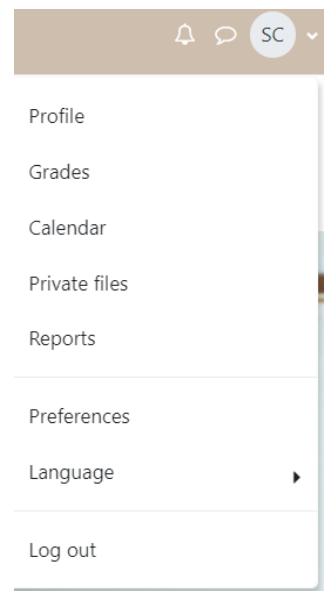 SC
Profile
Grades
Calendar
Private files
Reports
Preferences
Language
Log out